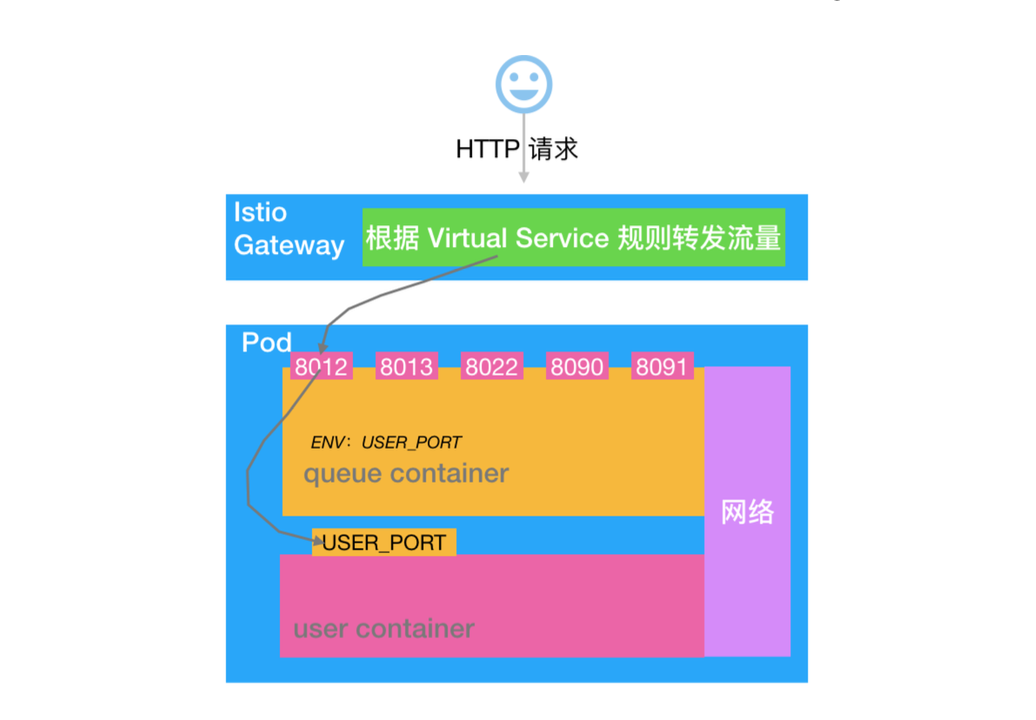 HTTP 请求
Istio
Gateway
根据 Virtual Service 规则转发流量
Pod
8012 8013 8022 8090 8091
ENV：USER_PORT
queue container
网络
USER_PORT
user container